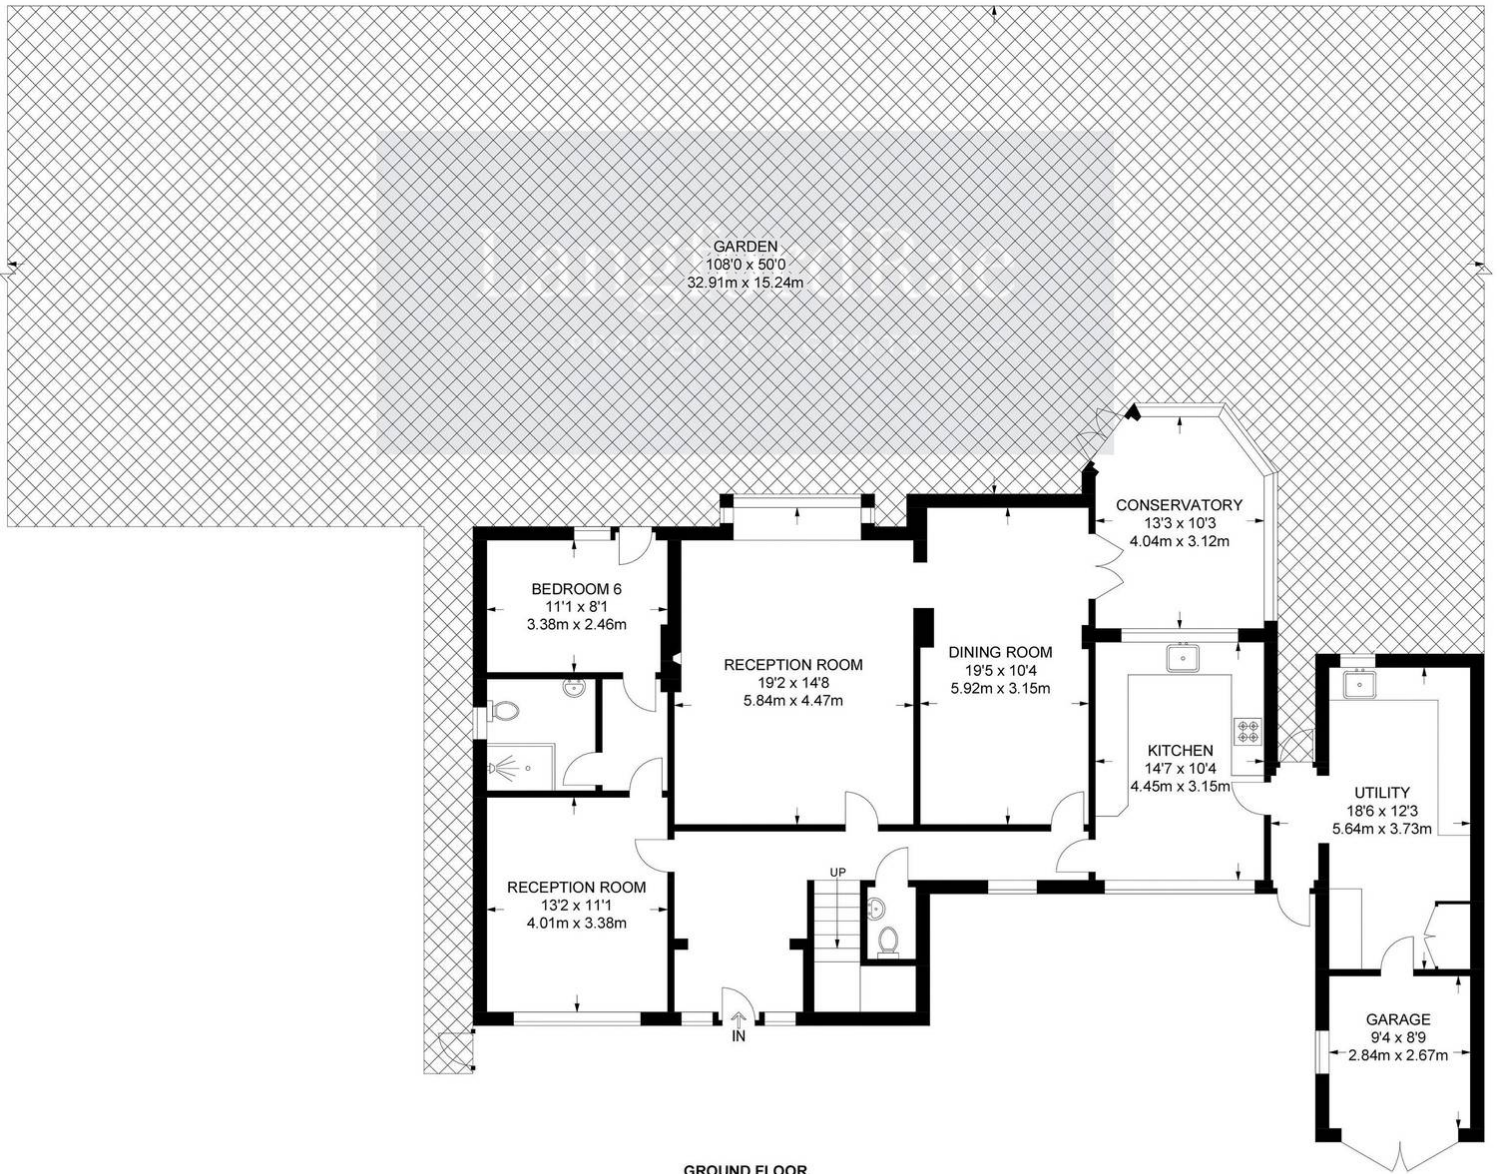 GARDEN
108'0 x 50'0
32.91m x 15.24m
CONSERVATORY
13'3 x 10'3
4.04m x 3.12m
BEDROOM 6
11'1 x 8'1
3.38m x 2.46m
RECEPTION ROOM
19'2 x 14'8
5.84m x 4.47m
DINING ROOM
19'5 x 10'4
5.92m x 3.15m
KITCHEN
14'7 x 10'4
4.45m x 3.15m
UTILITY
18'6 x 12'3
5.64m x 3.73m
RECEPTION ROOM
13'2 x 11'1
4.01m x 3.38m
UP
GARAGE
9'4 x 8'9
2.84m x 2.67m
IN
GROUND FLOOR